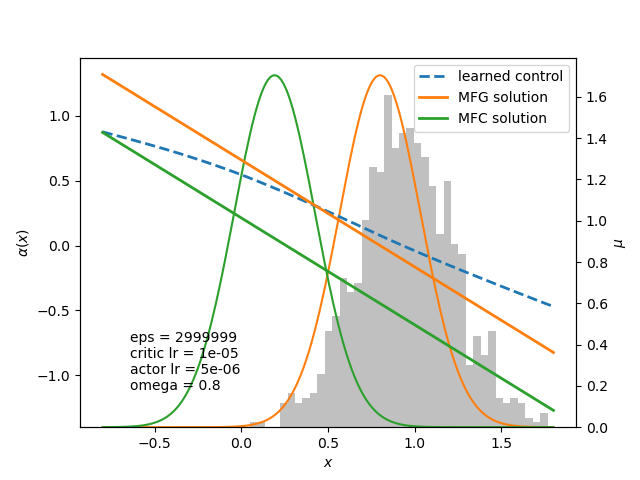 learned control
MFG solution
MFC solution
1.0
0.5
0.0
−0.5
−1.0
α(x)
1.6
1.4
1.2
1.0
0.8
0.6
0.4
0.2
0.0
μ
eps = 2999999
critic lr = 1e-05
actor lr = 5e-06
omega = 0.8
−0.5 0.0 0.5 1.0 1.5
x